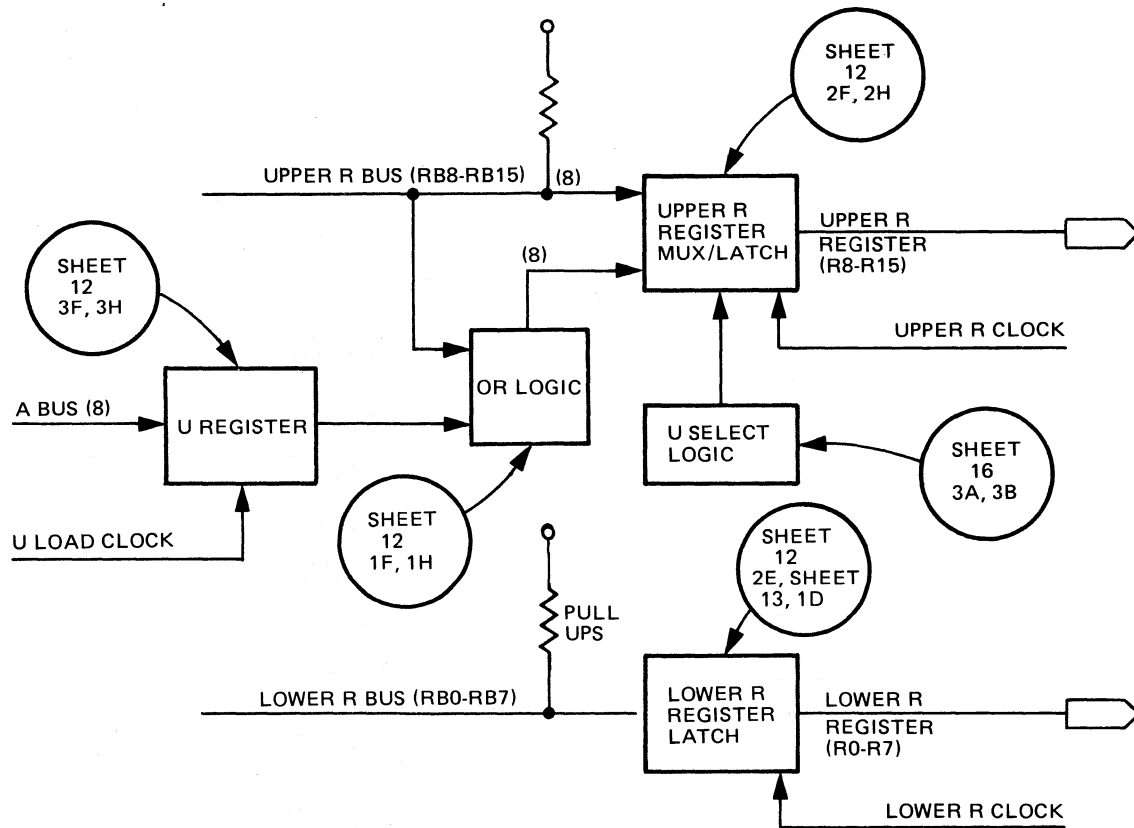 SHEET
12
2F, 2H
UPPER R BUS (RB8-RB15)
(8)
UPPER R
REGISTER
MUX/LATCH
UPPER R
REGISTER
(R8-R15)
(8)
SHEET
12
3F, 3H
UPPER R CLOCK
OR LOGIC
A BUS (8)
U REGISTER
U SELECT
LOGIC
SHEET
16
3A, 3B
SHEET
12
1F, 1H
U LOAD CLOCK
SHEET
12
2E, SHEET
13, 1D
PULL
UPS
LOWER R BUS (RB0-RB7)
LOWER R
REGISTER
LATCH
LOWER R
REGISTER
(R0-R7)
LOWER R CLOCK